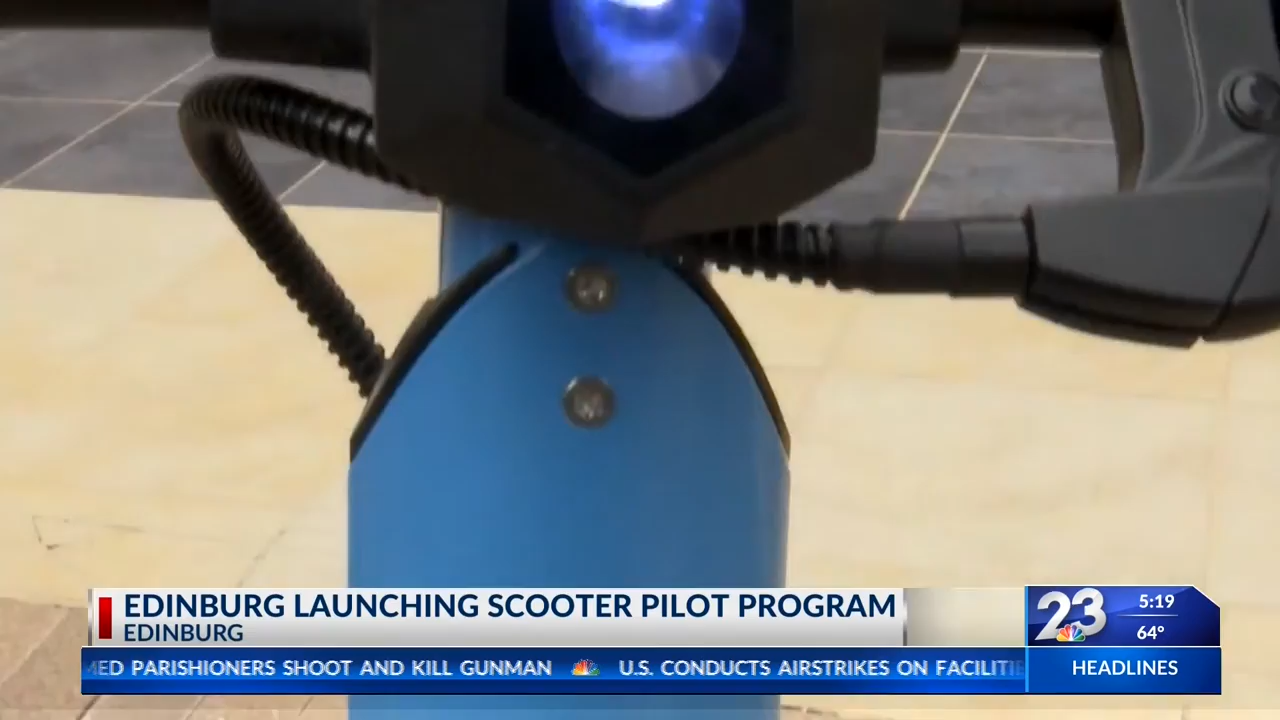 EDINBURG LAUNCHING SCOOTER PILOT PROGRAM
EDINBURG
23
5:19
64°
PARISHIONERS SHOOT AND KILL GUNMAN U.S. CONDUCTS AIRSTRIKES ON
HEADLINES